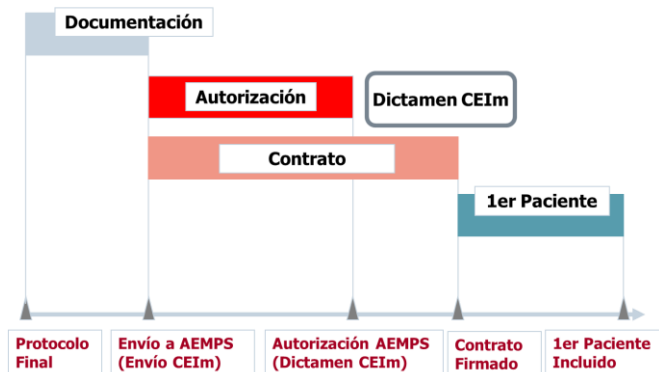 Documentación
Autorización
Dictamen CEIm
Contrato
1er Paciente
Protocolo
Final
Envío a AEMPS
(Envío CEIm)
Autorización AEMPS
(Dictamen CEIm)
Contrato
Firmado
1er Paciente
Incluido